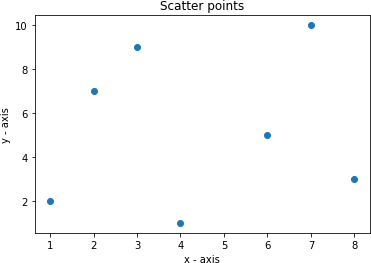 Scatter points
10
8
6
4
2
y - axis
1 2 3 4 5 6 7 8
x - axis